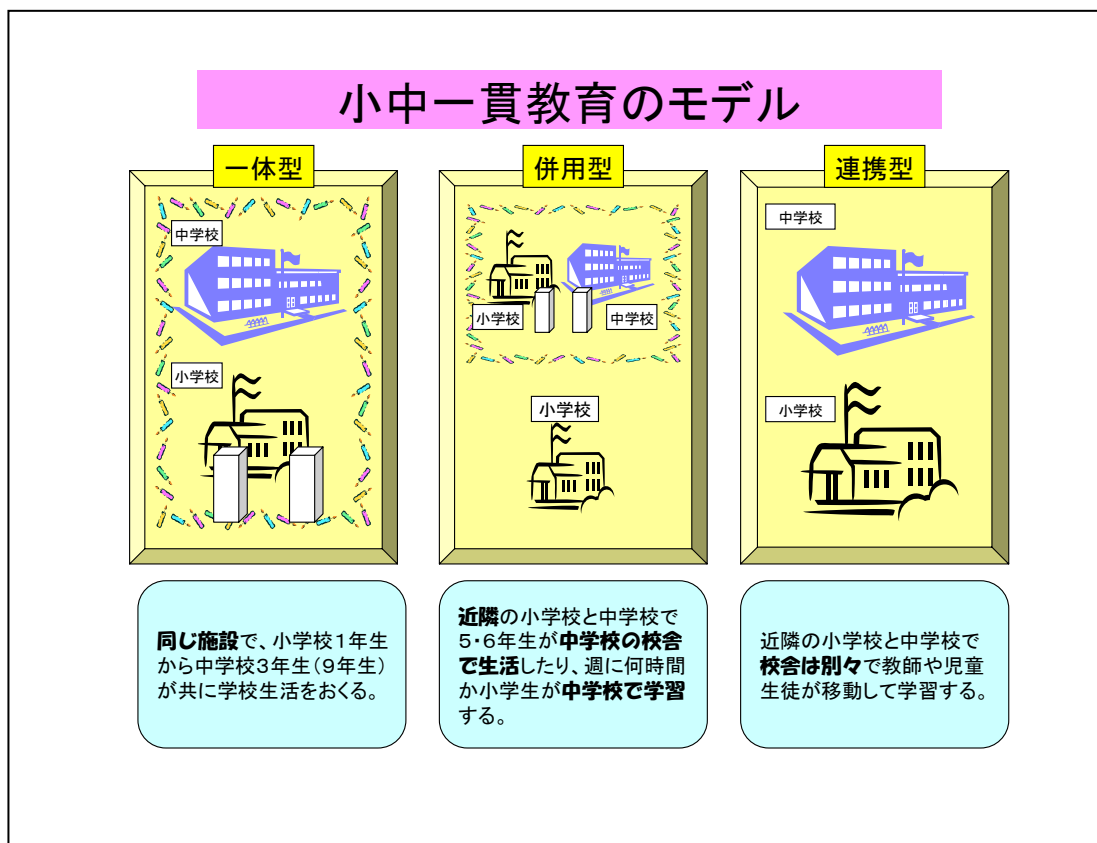 小中一貫教育のモデル
一体型
中学校
小学校
同じ施設で、小学校1年生
から中学校3年生(9年生)
が共に学校生活をおくる。
併用型
小学校
中学校
小学校
近隣の小学校と中学校で
5・6年生が中学校の校舎
で生活したり、週に何時間
か小学生が中学校で学習
する。
連携型
中学校
小学校
近隣の小学校と中学校で
校舎は別々で教師や児童
生徒が移動して学習する。